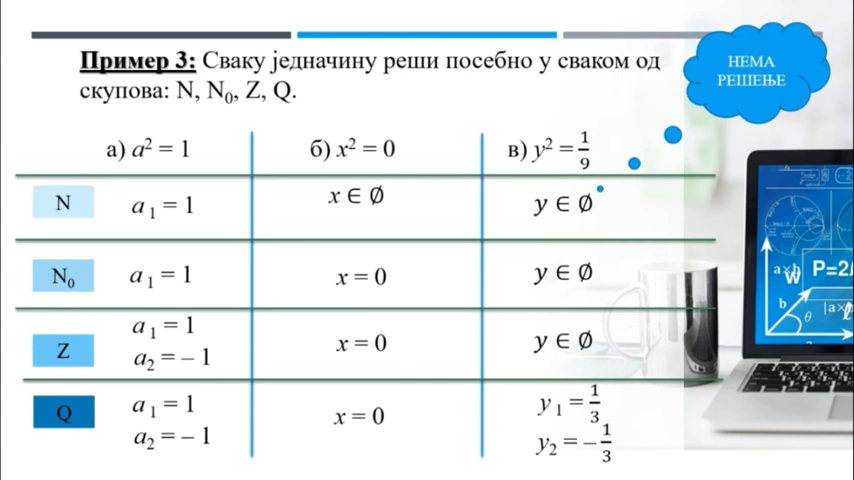 Пример 3: Сваку једначину реши посебно у сваком од
скупова: N, N₀, Z, Q.
НЕМА
РЕШЕЊЕ
а) a² = 1 б) x² = 0 в) y² = 1/9
N a₁ = 1 x ∈ ∅ y ∈ ∅
N₀ a₁ = 1 x = 0 y ∈ ∅
Z a₁ = 1 x = 0 y ∈ ∅
a₂ = – 1
Q a₁ = 1 x = 0 y₁ = 1/3
a₂ = – 1 y₂ = – 1/3
a×b
W
P=2
b
θ
|a×